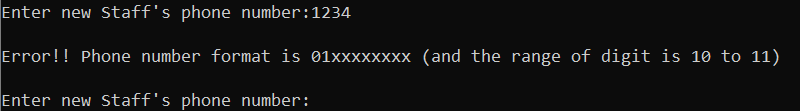 Enter new Staff's phone number:1234
Error!! Phone number format is 01xxxxxxxx (and the range of digit is 10 to 11)
Enter new Staff's phone number: